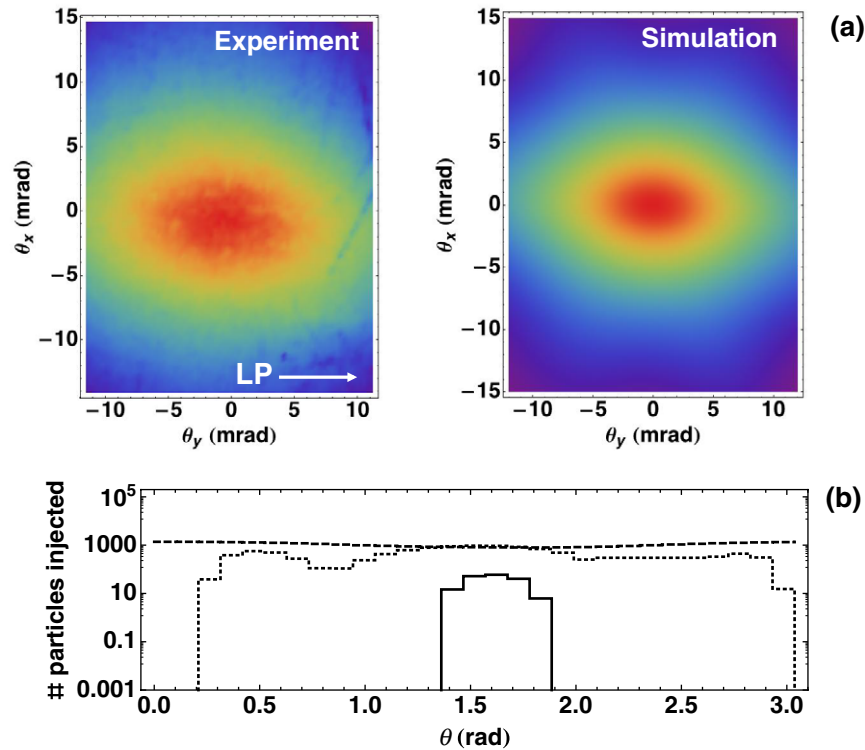 Experiment
Simulation
(a)
15
10
5
0
−5
−10
θx (mrad)
LP
−10 −5 0 5 10
θy (mrad)
15
10
5
0
−5
−10
−15
θx (mrad)
−10 −5 0 5 10
θy (mrad)
(b)
# particles injected
10^5
1000
10
0.1
0.001
0.0 0.5 1.0 1.5 2.0 2.5 3.0
θ (rad)